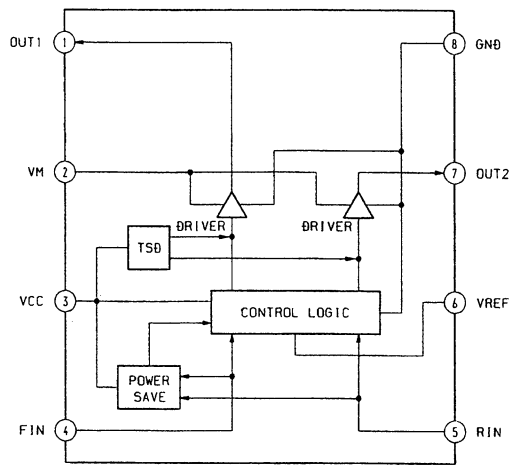 OUT1
1
8
GND
VM
2
7
OUT2
DRIVER
DRIVER
TSD
VCC
3
CONTROL LOGIC
6
VREF
POWER
SAVE
FIN
4
5
RIN